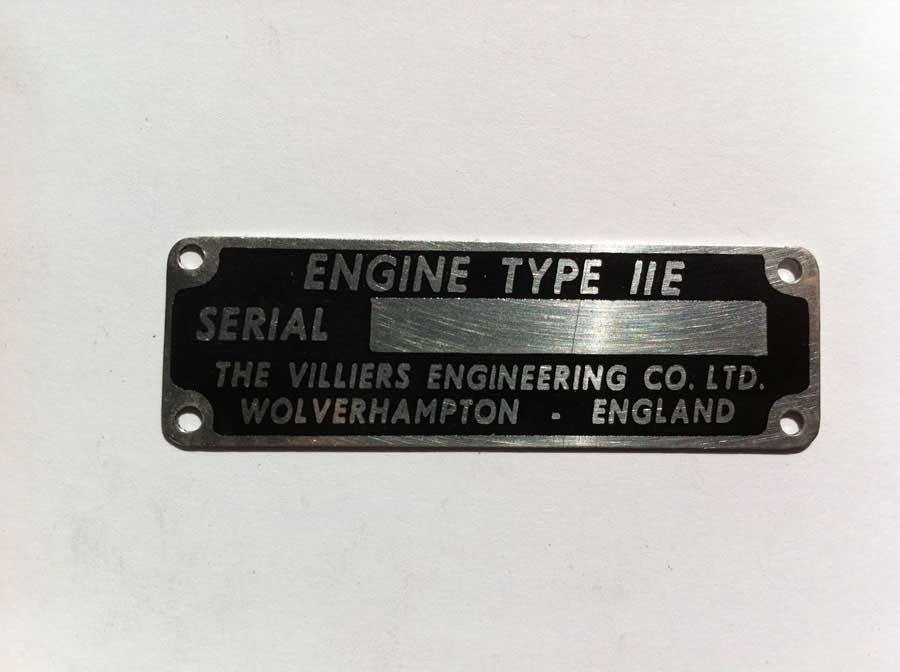 ENGINE TYPE IIE
SERIAL
THE VILLIERS ENGINEERING CO. LTD.
WOLVERHAMPTON - ENGLAND